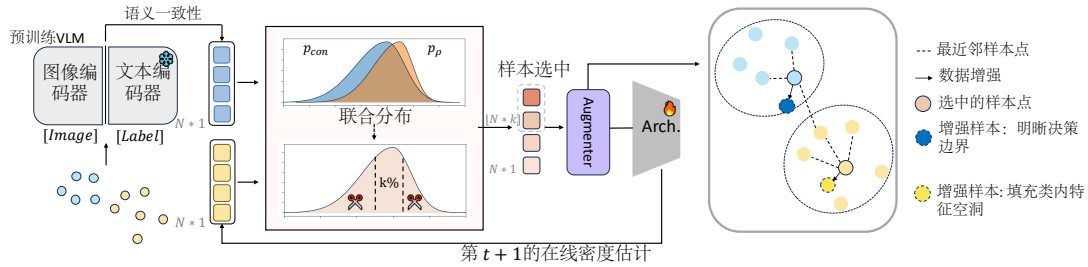 语义一致性
预训练VLM
图像编
码器
文本编
码器
[Image]
[Label]
N * 1
N * 1
p_con
p_ρ
联合分布
k%
样本选中
[N * k]
N * 1
Augmenter
Arch.
第 t + 1的在线密度估计
最近邻样本点
数据增强
选中的样本点
增强样本：明晰决策
边界
增强样本: 填充类内特
征空洞